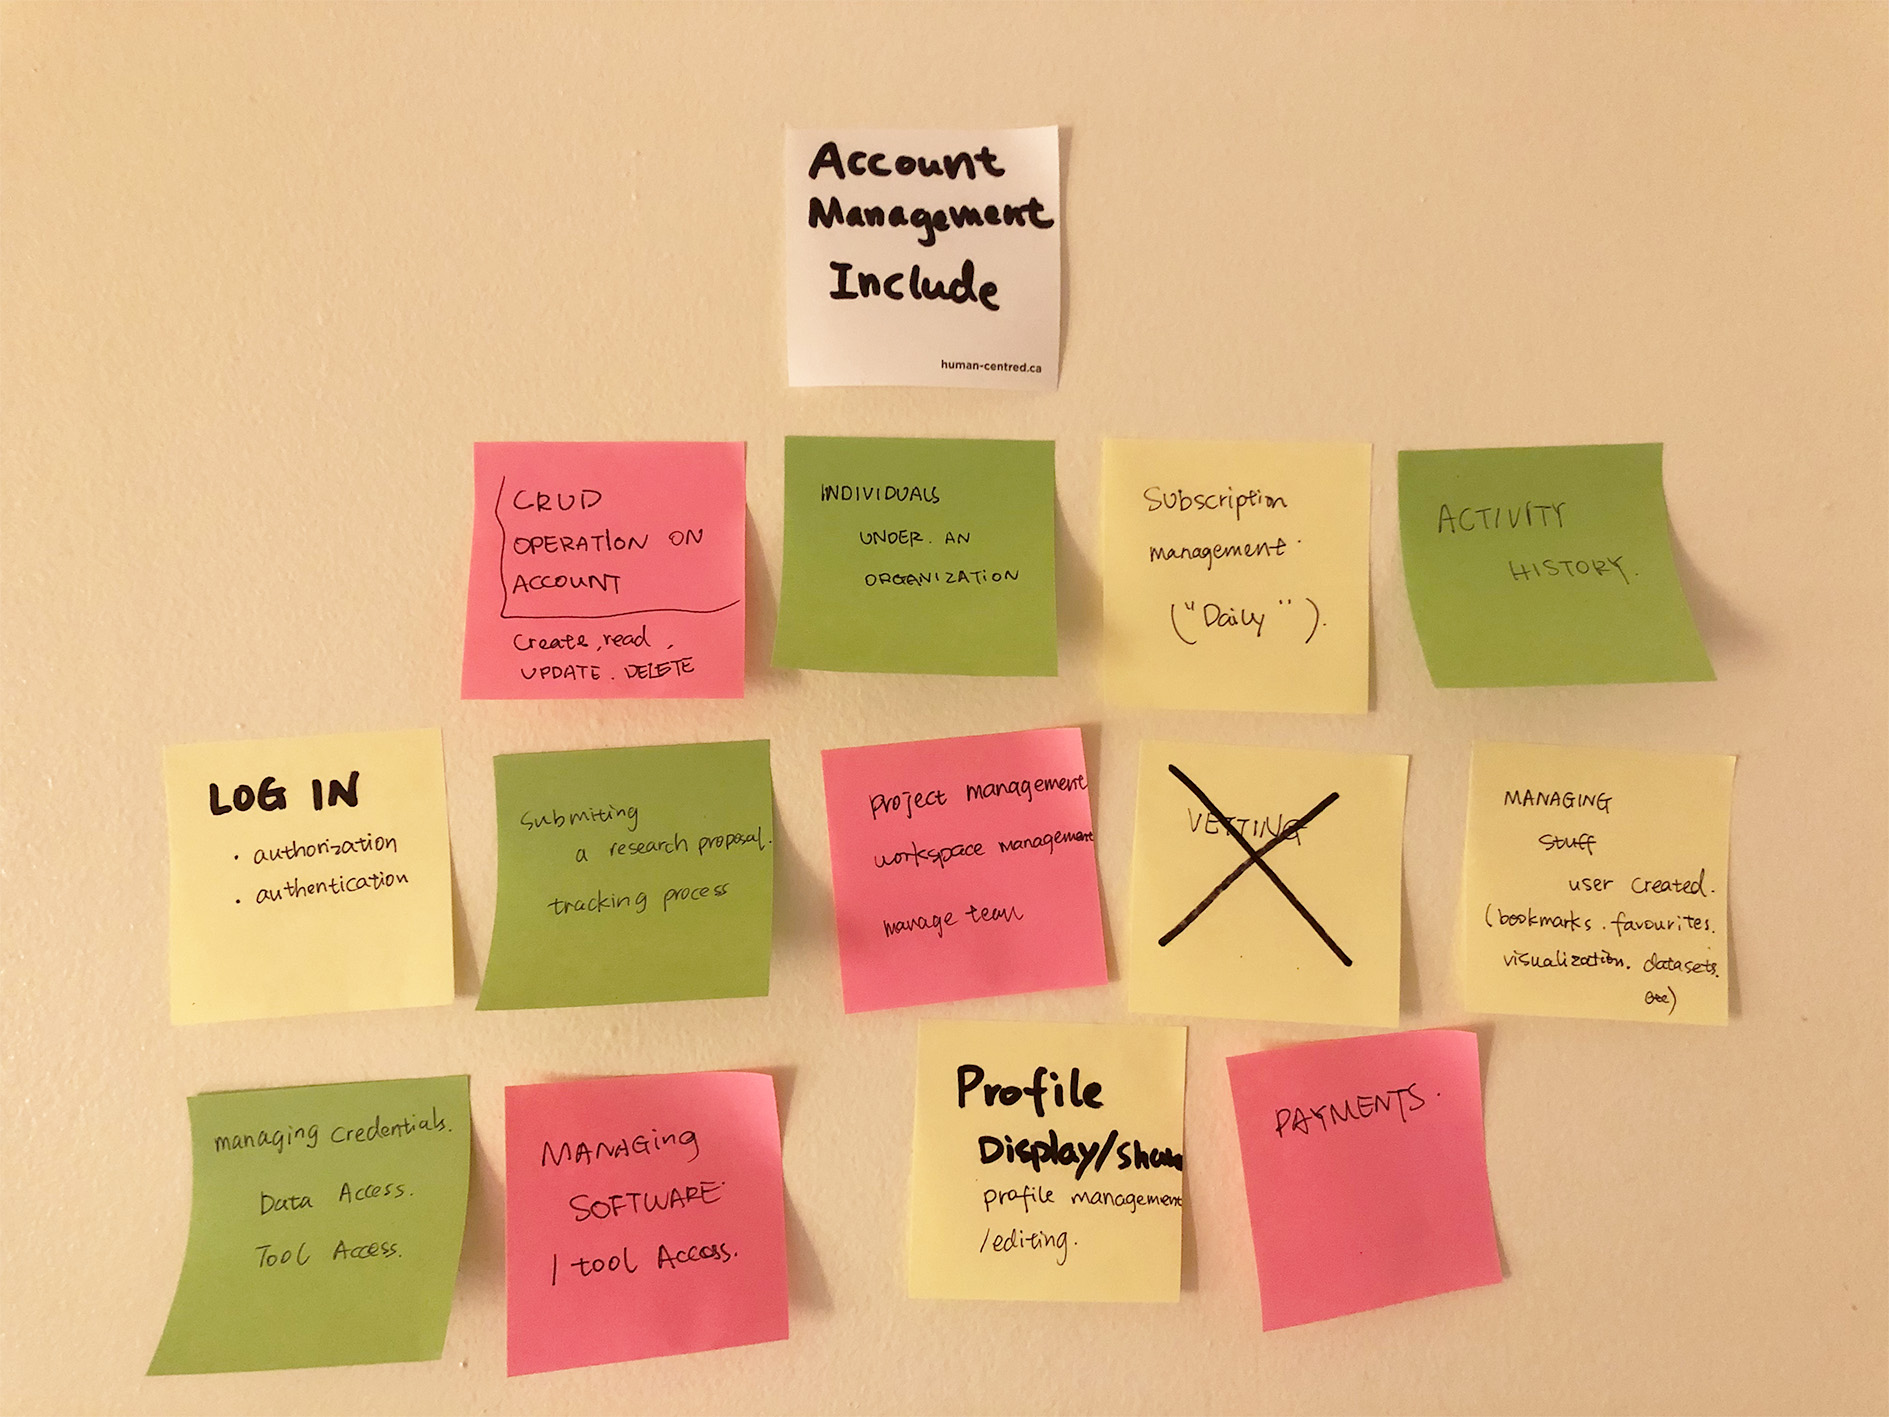 Account
Management
Include
human-centred.ca
CRUD
OPERATION ON
ACCOUNT
Create, read,
UPDATE. DELETE
INDIVIDUALS
UNDER. AN
ORGANIZATION
Subscription
management.
("Daily").
ACTIVITY
HISTORY.
LOG IN
• authorization
• authentication
Submiting
a research proposal.
tracking process
project management
workspace management
manage team
VETTING
MANAGING
stuff
user created.
(bookmarks. favourites.
visualization. datasets.
etc)
managing credentials.
Data Access.
Tool Access.
MANAGing
SOFTWARE
/ tool Access.
Profile
Display/Share
profile management
/editing.
PAYMENTS.